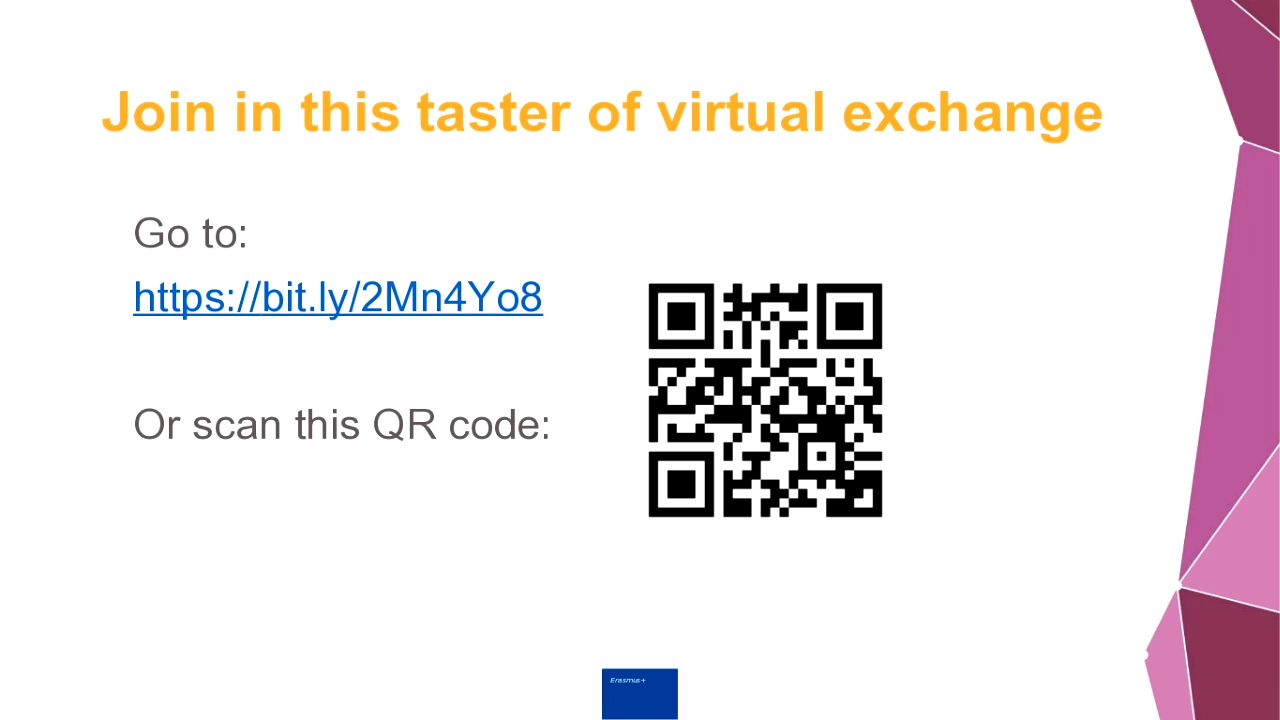 Join in this taster of virtual exchange
Go to:
https://bit.ly/2Mn4Yo8
Or scan this QR code:
Erasmus+